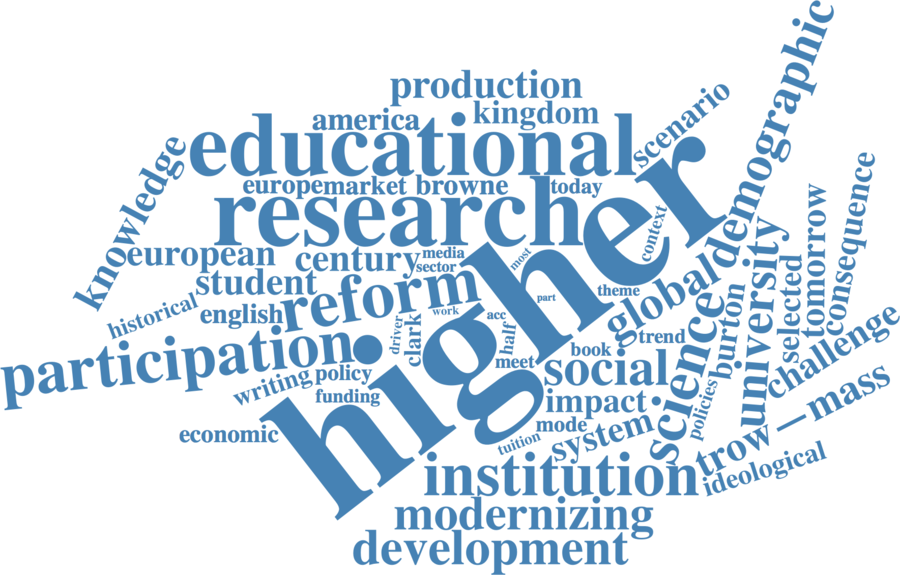 demographic
production
scenario
america
kingdom
educational
knowledge
europe
market
browne
today
researcher
higher
context
consequence
tomorrow
european
century
media
sector
most
student
reform
global
university
selected
historical
english
work
acc
part
theme
science
burton
driver
clark
half
trend
participation
challenge
book
meet
social
writing
policy
funding
impact
policies
trow—mass
economic
mode
tuition
system
ideological
institution
modernizing
development